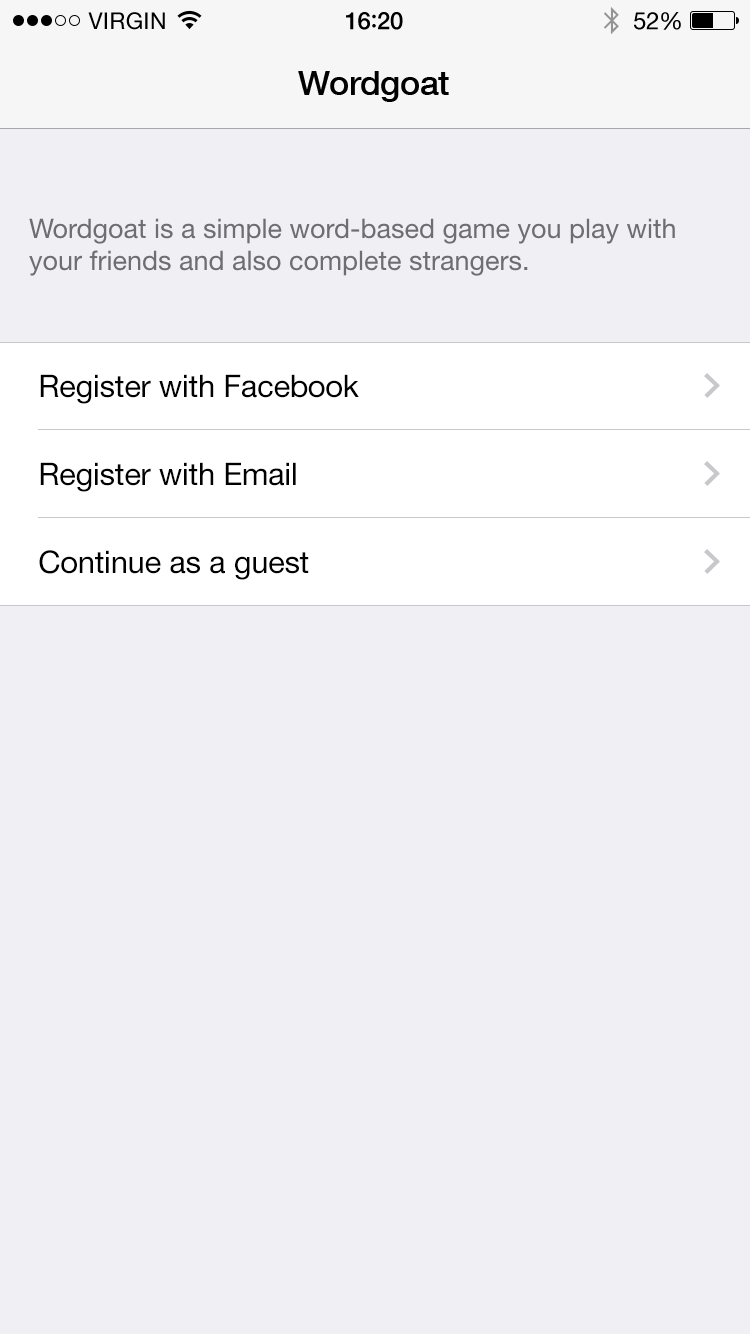 VIRGIN 16:20 52%
Wordgoat
Wordgoat is a simple word-based game you play with
your friends and also complete strangers.
Register with Facebook
Register with Email
Continue as a guest